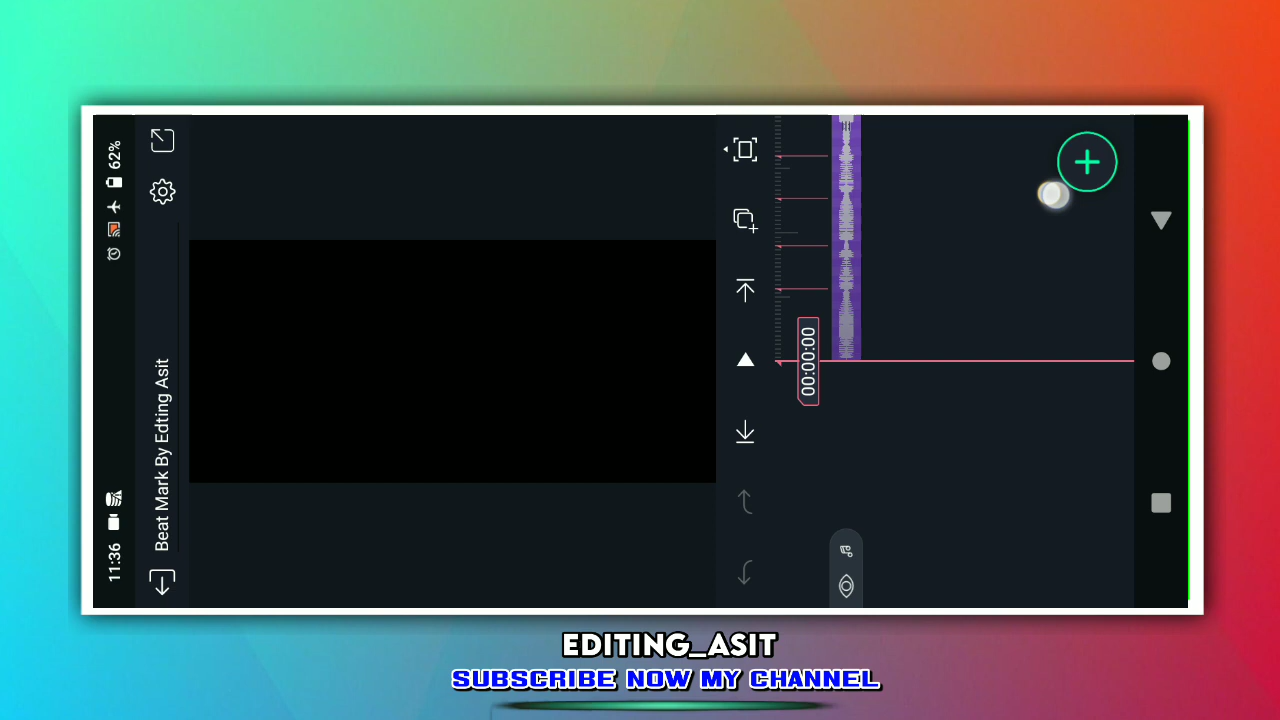 11:36
62%
Beat Mark By Edting Asit
00:00:00
EDITING_ASIT
SUBSCRIBE NOW MY CHANNEL